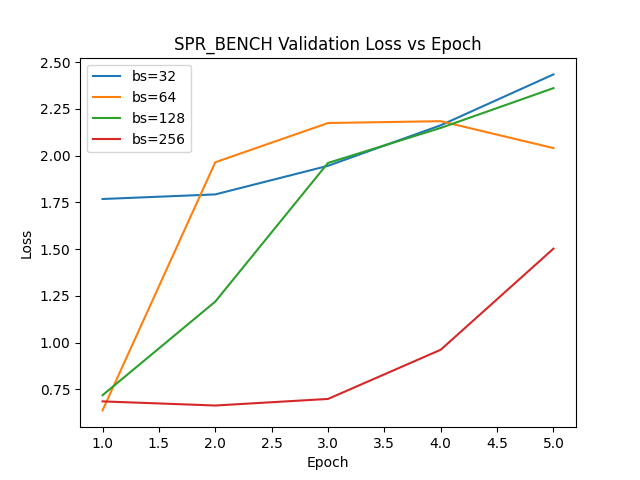 SPR_BENCH Validation Loss vs Epoch
bs=32
bs=64
bs=128
bs=256
Loss
2.50
2.25
2.00
1.75
1.50
1.25
1.00
0.75
1.0 1.5 2.0 2.5 3.0 3.5 4.0 4.5 5.0
Epoch